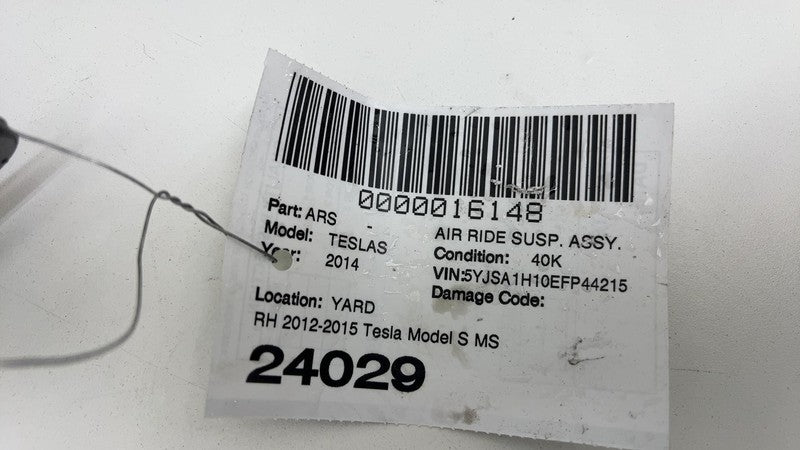 0000016148
Part: ARS - AIR RIDE SUSP. ASSY.
Model: TESLAS Condition: 40K
Year: 2014 VIN:5YJSA1H10EFP44215
Damage Code:
Location: YARD
RH 2012-2015 Tesla Model S MS
24029